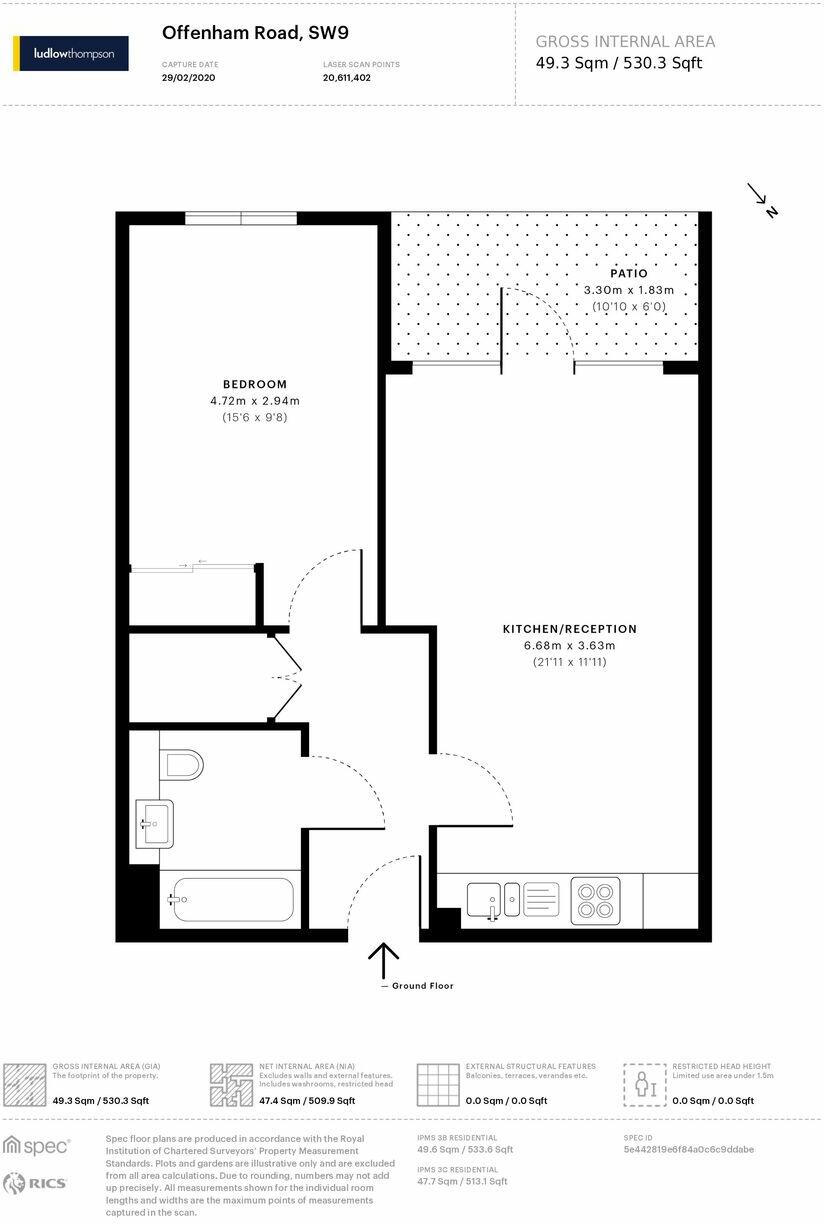 ludlowthompson
Offenham Road, SW9
CAPTURE DATE
29/02/2020
LASER SCAN POINTS
20,611,402
GROSS INTERNAL AREA
49.3 Sqm / 530.3 Sqft
N
PATIO
3.30m x 1.83m
(10'10 x 6'0)
BEDROOM
4.72m x 2.94m
(15'6 x 9'8)
KITCHEN/RECEPTION
6.68m x 3.63m
(21'11 x 11'11)
— Ground Floor
GROSS INTERNAL AREA (GIA)
The footprint of the property.
49.3 Sqm / 530.3 Sqft
NET INTERNAL AREA (NIA)
Excludes walls and external features.
Includes washrooms, restricted head
47.4 Sqm / 509.9 Sqft
EXTERNAL STRUCTURAL FEATURES
Balconies, terraces, verandas etc.
0.0 Sqm / 0.0 Sqft
RESTRICTED HEAD HEIGHT
Limited use area under 1.5m
0.0 Sqm / 0.0 Sqft
spec®
RICS
Spec floor plans are produced in accordance with the Royal
Institution of Chartered Surveyors' Property Measurement
Standards. Plots and gardens are illustrative only and are excluded
from all area calculations. Due to rounding, numbers may not add
up precisely. All measurements shown for the individual room
lengths and widths are the maximum points of measurements
captured in the scan.
IPMS 3B RESIDENTIAL
49.6 Sqm / 533.6 Sqft
IPMS 3C RESIDENTIAL
47.7 Sqm / 513.1 Sqft
SPEC ID
5e442819e6f84a0c6c9ddabe